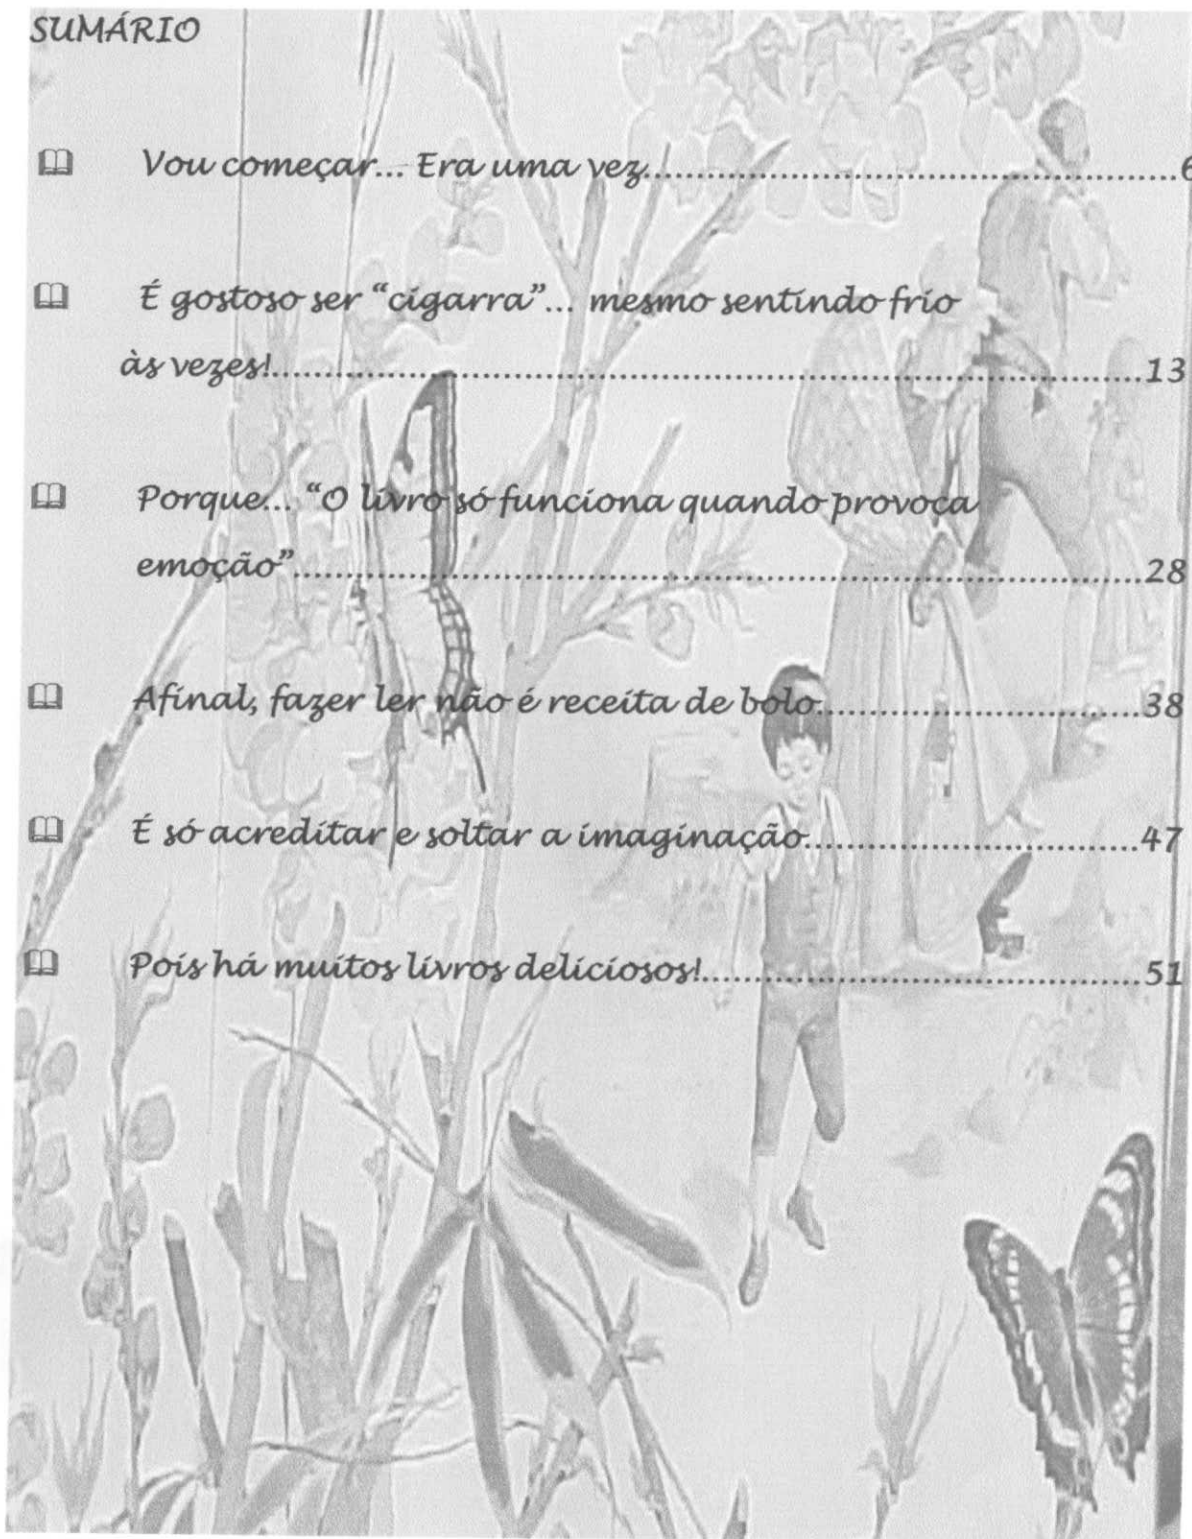 SUMÁRIO
Vou começar... Era uma vez..........................................................6
É gostoso ser “cigarra”... mesmo sentindo frio
às vezes!...............................................................................................13
Porque... “O livro só funciona quando provoca
emoção”.............................................................................................28
Afinal, fazer ler não é receita de bolo...................................38
É só acreditar e soltar a imaginação....................................47
Pois há muitos livros deliciosos!................................................51